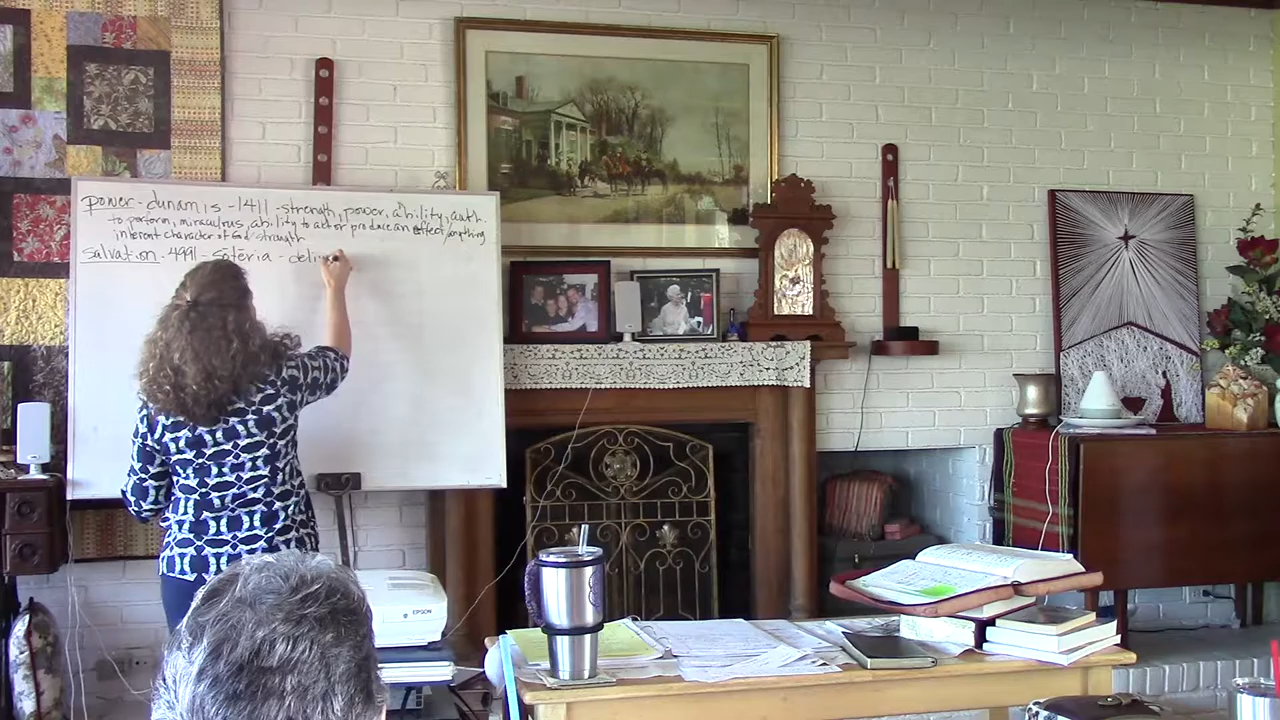 power - dunamis - 1411 - strength, power, ability, auth.
to perform, miraculous, ability to act or produce an effect, anything
inherent character of God strength
salvation - 4991 - soteria - deli
EPSON